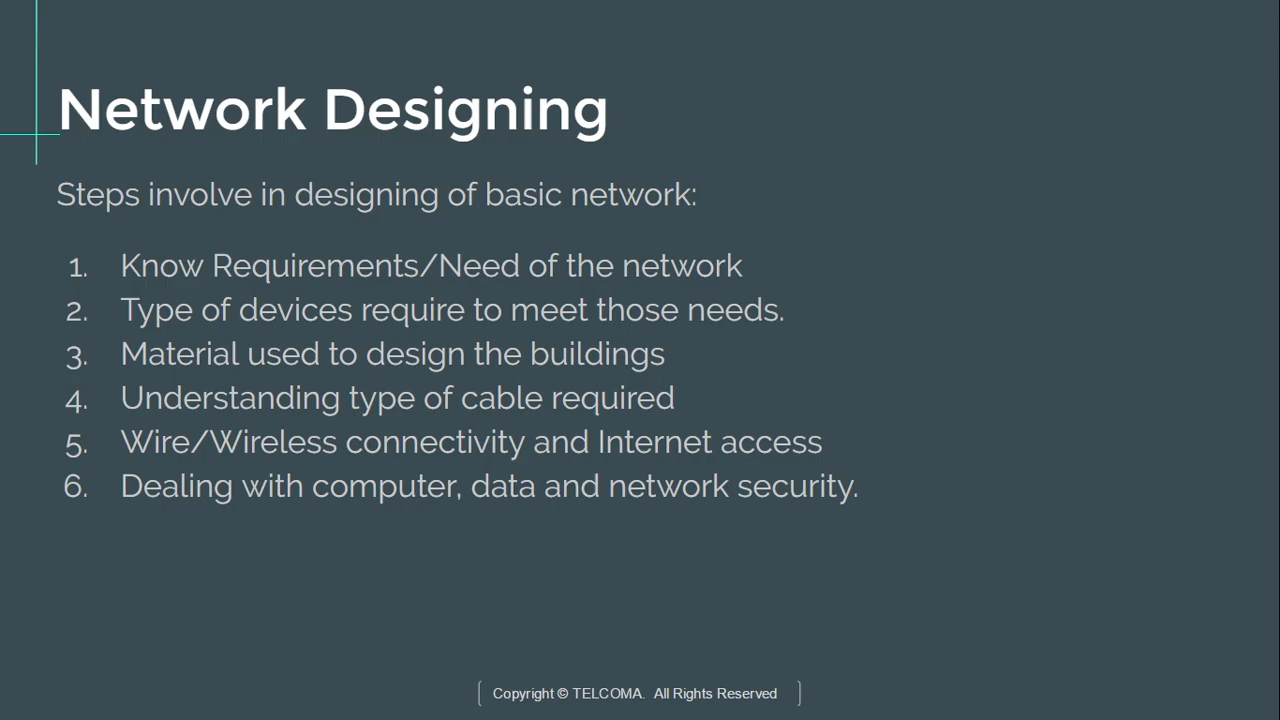 Network Designing
Steps involve in designing of basic network:
1. Know Requirements/Need of the network
2. Type of devices require to meet those needs.
3. Material used to design the buildings
4. Understanding type of cable required
5. Wire/Wireless connectivity and Internet access
6. Dealing with computer, data and network security.
Copyright © TELCOMA. All Rights Reserved